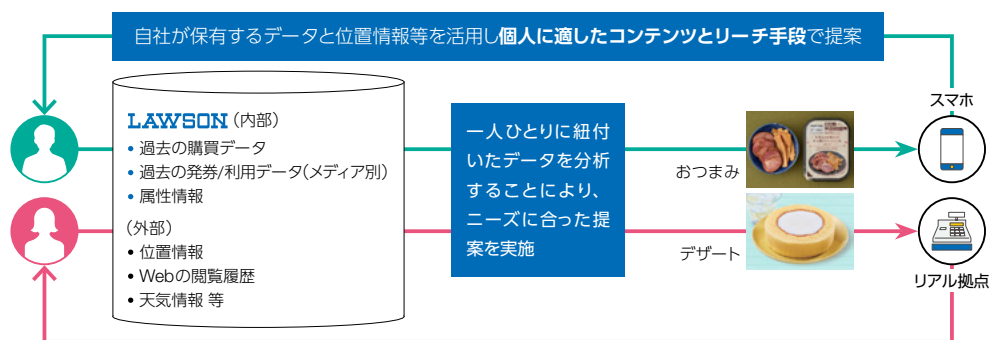 自社が保有するデータと位置情報等を活用し個人に適したコンテンツとリーチ手段で提案
LAWSON（内部）
• 過去の購買データ
• 過去の発券/利用データ(メディア別)
• 属性情報
（外部）
• 位置情報
• Webの閲覧履歴
• 天気情報 等
一人ひとりに紐付
いたデータを分析
することにより、
ニーズに合った提
案を実施
おつまみ
デザート
スマホ
リアル拠点